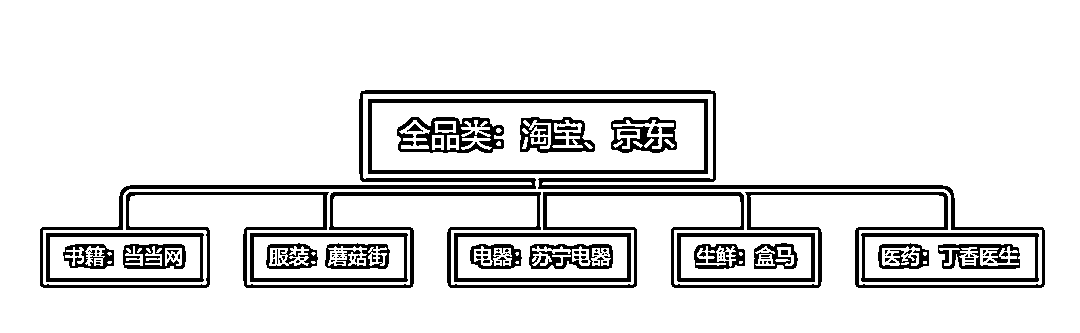 全品类：淘宝、京东
书籍：当当网
服装：蘑菇街
电器：苏宁电器
生鲜：盒马
医药：丁香医生